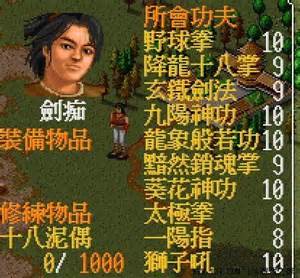 所會功夫
野球拳 10
降龍十八掌 9
玄鐵劍法 9
九陽神功 10
龍象般若功 10
黯然銷魂掌 9
葵花神功 10
太極拳 8
一陽指 8
獅子吼 10
劍痴
裝備物品
修練物品
十八泥偶
0/ 1000